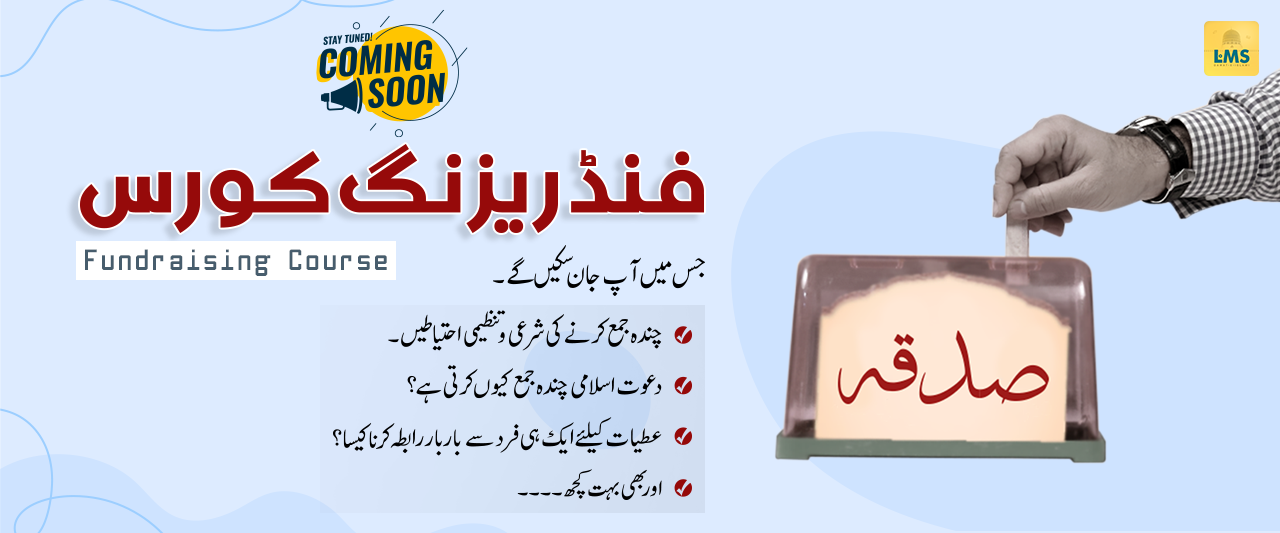 STAY TUNED!
COMING
SOON
LMS
فنڈ ریزنگ کورس
Fundraising Course
جس میں آپ جان سکیں گے۔
چندہ جمع کرنے کی شرعی و تنظیمی احتیاطیں۔
دعوت اسلامی چندہ جمع کیوں کرتی ہے؟
عطیات کیلئے ایک ہی فرد سے بار بار رابطہ کرنا کیسا؟
اور بھی بہت کچھ ۔۔۔۔
صدقہ